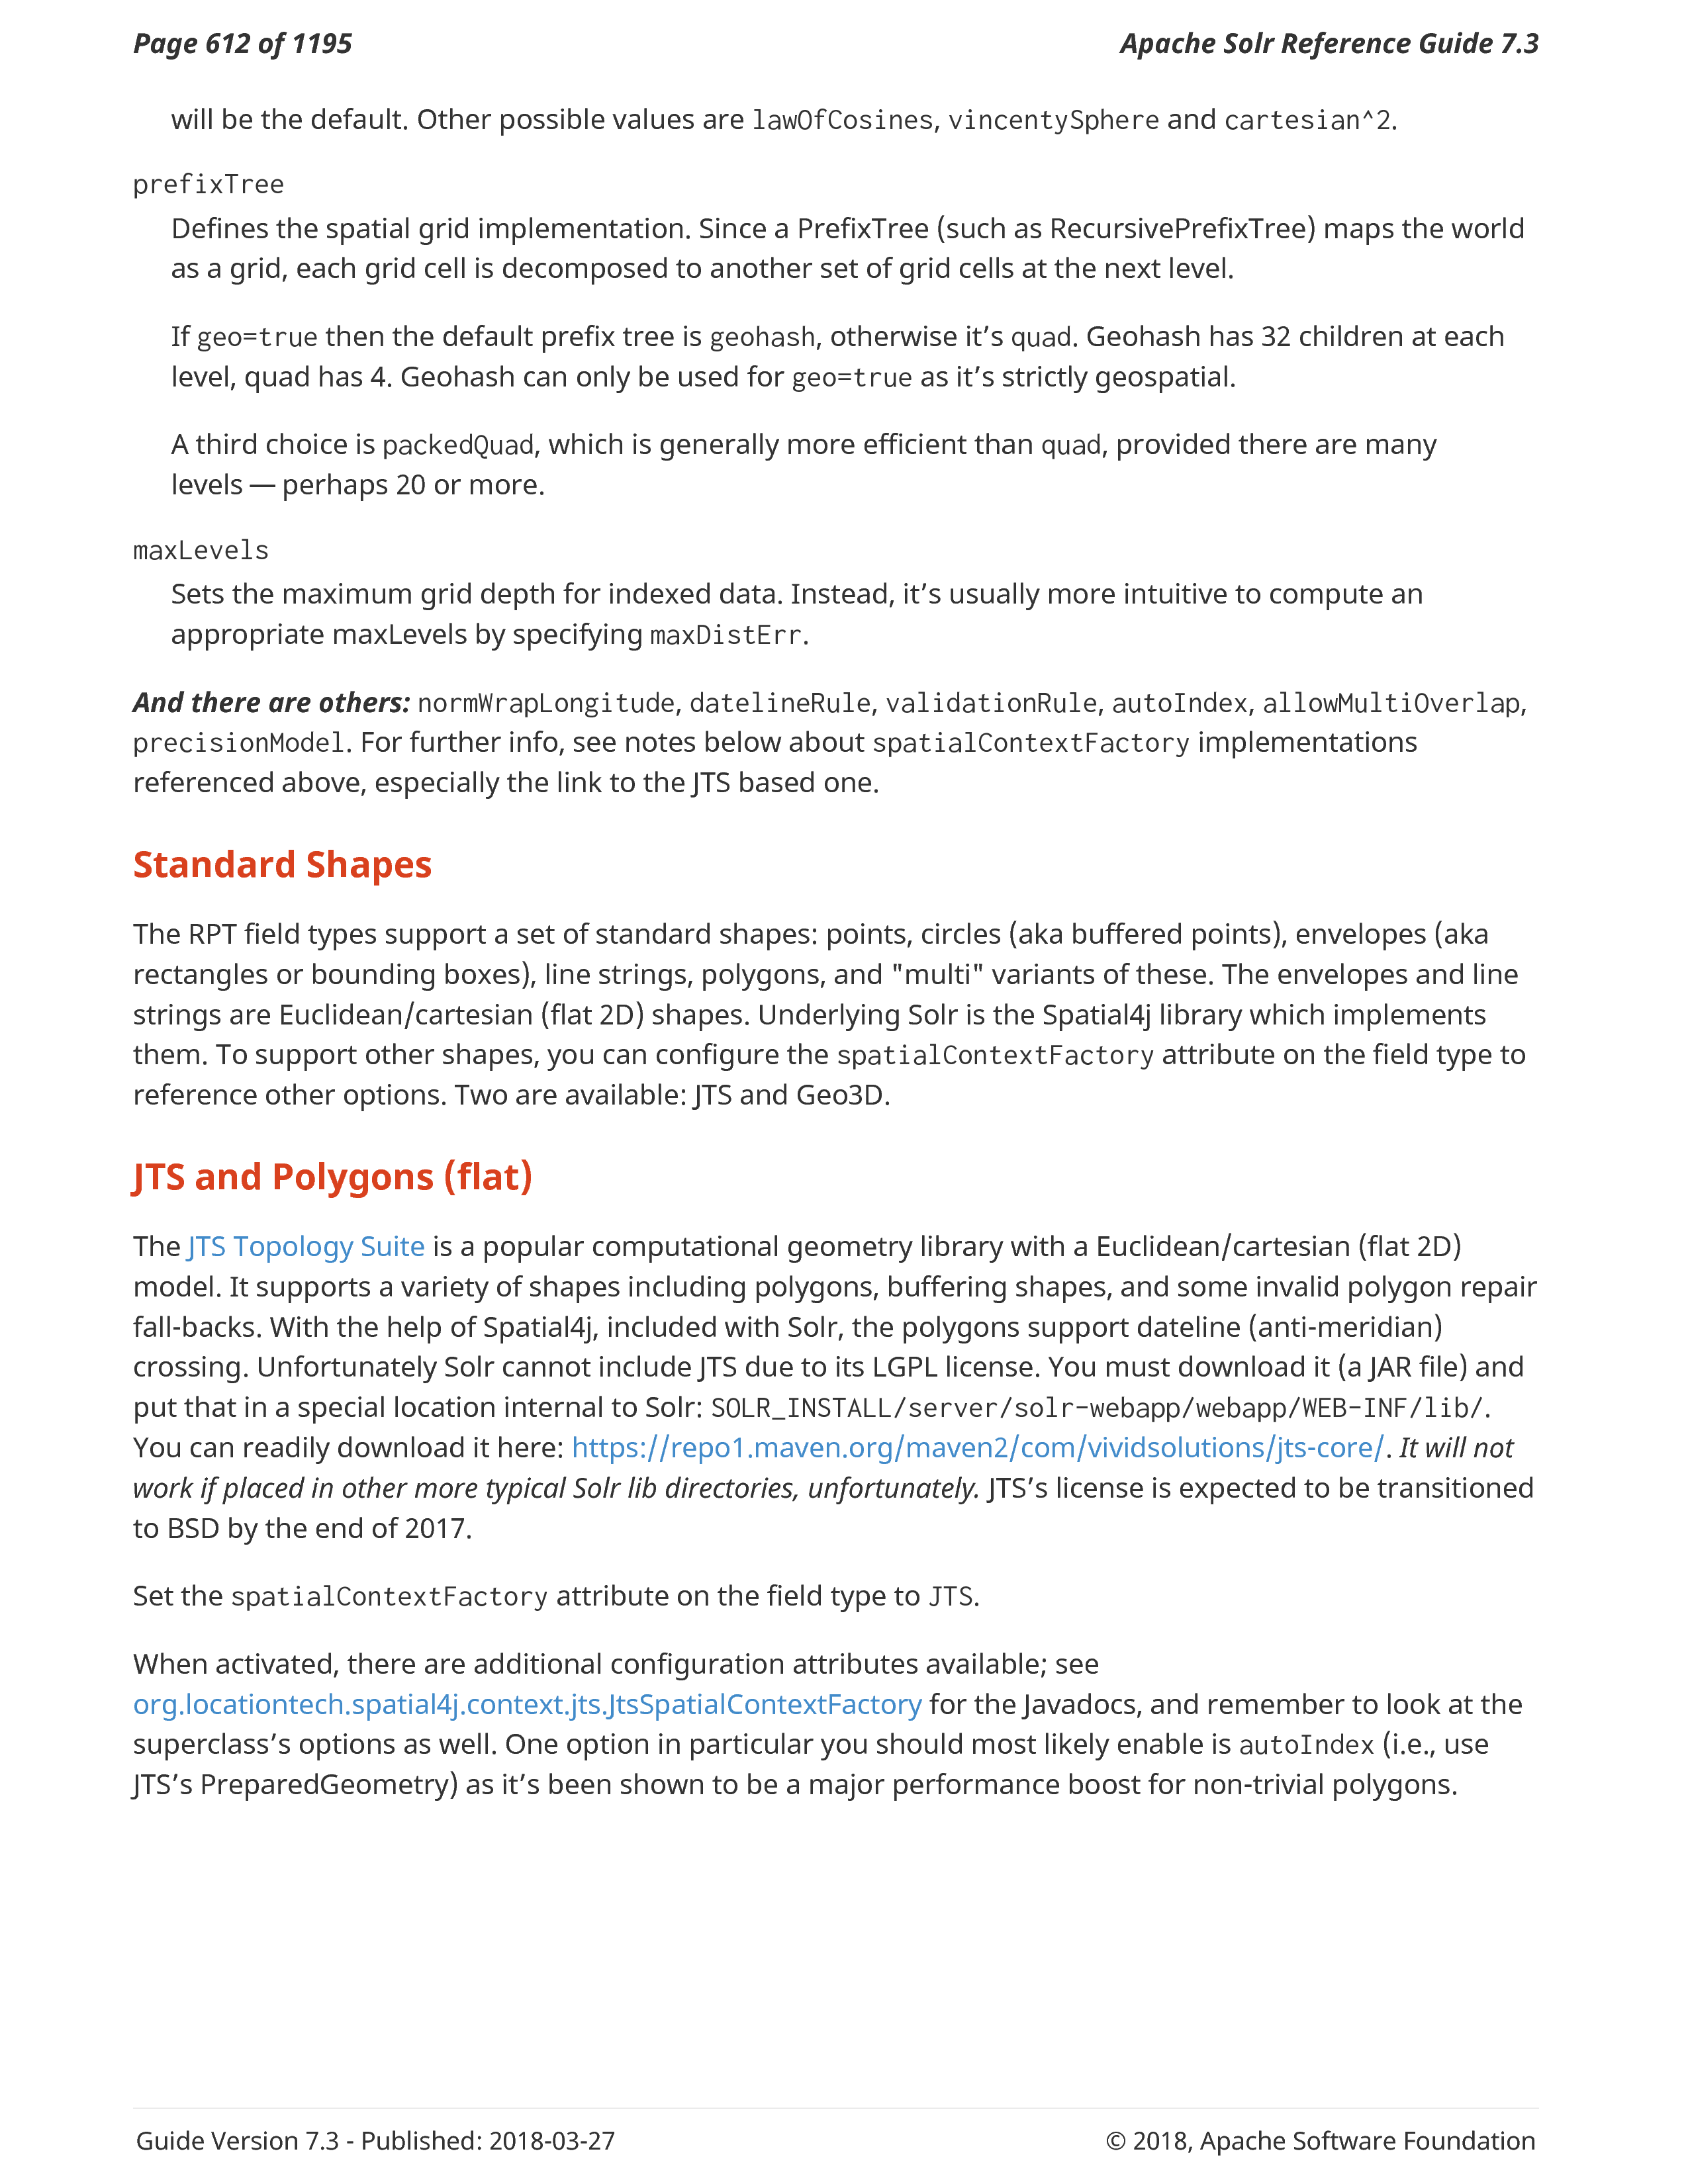 Page 612 of 1195
Apache Solr Reference Guide 7.3
will be the default. Other possible values are lawOfCosines, vincentySphere and cartesian^2.
prefixTree
Defines the spatial grid implementation. Since a PrefixTree (such as RecursivePrefixTree) maps the world
as a grid, each grid cell is decomposed to another set of grid cells at the next level.
If geo=true then the default prefix tree is geohash, otherwise it’s quad. Geohash has 32 children at each
level, quad has 4. Geohash can only be used for geo=true as it’s strictly geospatial.
A third choice is packedQuad, which is generally more efficient than quad, provided there are many
levels — perhaps 20 or more.
maxLevels
Sets the maximum grid depth for indexed data. Instead, it’s usually more intuitive to compute an
appropriate maxLevels by specifying maxDistErr.
And there are others: normWrapLongitude, datelineRule, validationRule, autoIndex, allowMultiOverlap,
precisionModel. For further info, see notes below about spatialContextFactory implementations
referenced above, especially the link to the JTS based one.
Standard Shapes
The RPT field types support a set of standard shapes: points, circles (aka buffered points), envelopes (aka
rectangles or bounding boxes), line strings, polygons, and "multi" variants of these. The envelopes and line
strings are Euclidean/cartesian (flat 2D) shapes. Underlying Solr is the Spatial4j library which implements
them. To support other shapes, you can configure the spatialContextFactory attribute on the field type to
reference other options. Two are available: JTS and Geo3D.
JTS and Polygons (flat)
The JTS Topology Suite is a popular computational geometry library with a Euclidean/cartesian (flat 2D)
model. It supports a variety of shapes including polygons, buffering shapes, and some invalid polygon repair
fall-backs. With the help of Spatial4j, included with Solr, the polygons support dateline (anti-meridian)
crossing. Unfortunately Solr cannot include JTS due to its LGPL license. You must download it (a JAR file) and
put that in a special location internal to Solr: SOLR_INSTALL/server/solr-webapp/webapp/WEB-INF/lib/.
You can readily download it here: https://repo1.maven.org/maven2/com/vividsolutions/jts-core/. It will not
work if placed in other more typical Solr lib directories, unfortunately. JTS’s license is expected to be transitioned
to BSD by the end of 2017.
Set the spatialContextFactory attribute on the field type to JTS.
When activated, there are additional configuration attributes available; see
org.locationtech.spatial4j.context.jts.JtsSpatialContextFactory for the Javadocs, and remember to look at the
superclass’s options as well. One option in particular you should most likely enable is autoIndex (i.e., use
JTS’s PreparedGeometry) as it’s been shown to be a major performance boost for non-trivial polygons.
Guide Version 7.3 - Published: 2018-03-27
© 2018, Apache Software Foundation